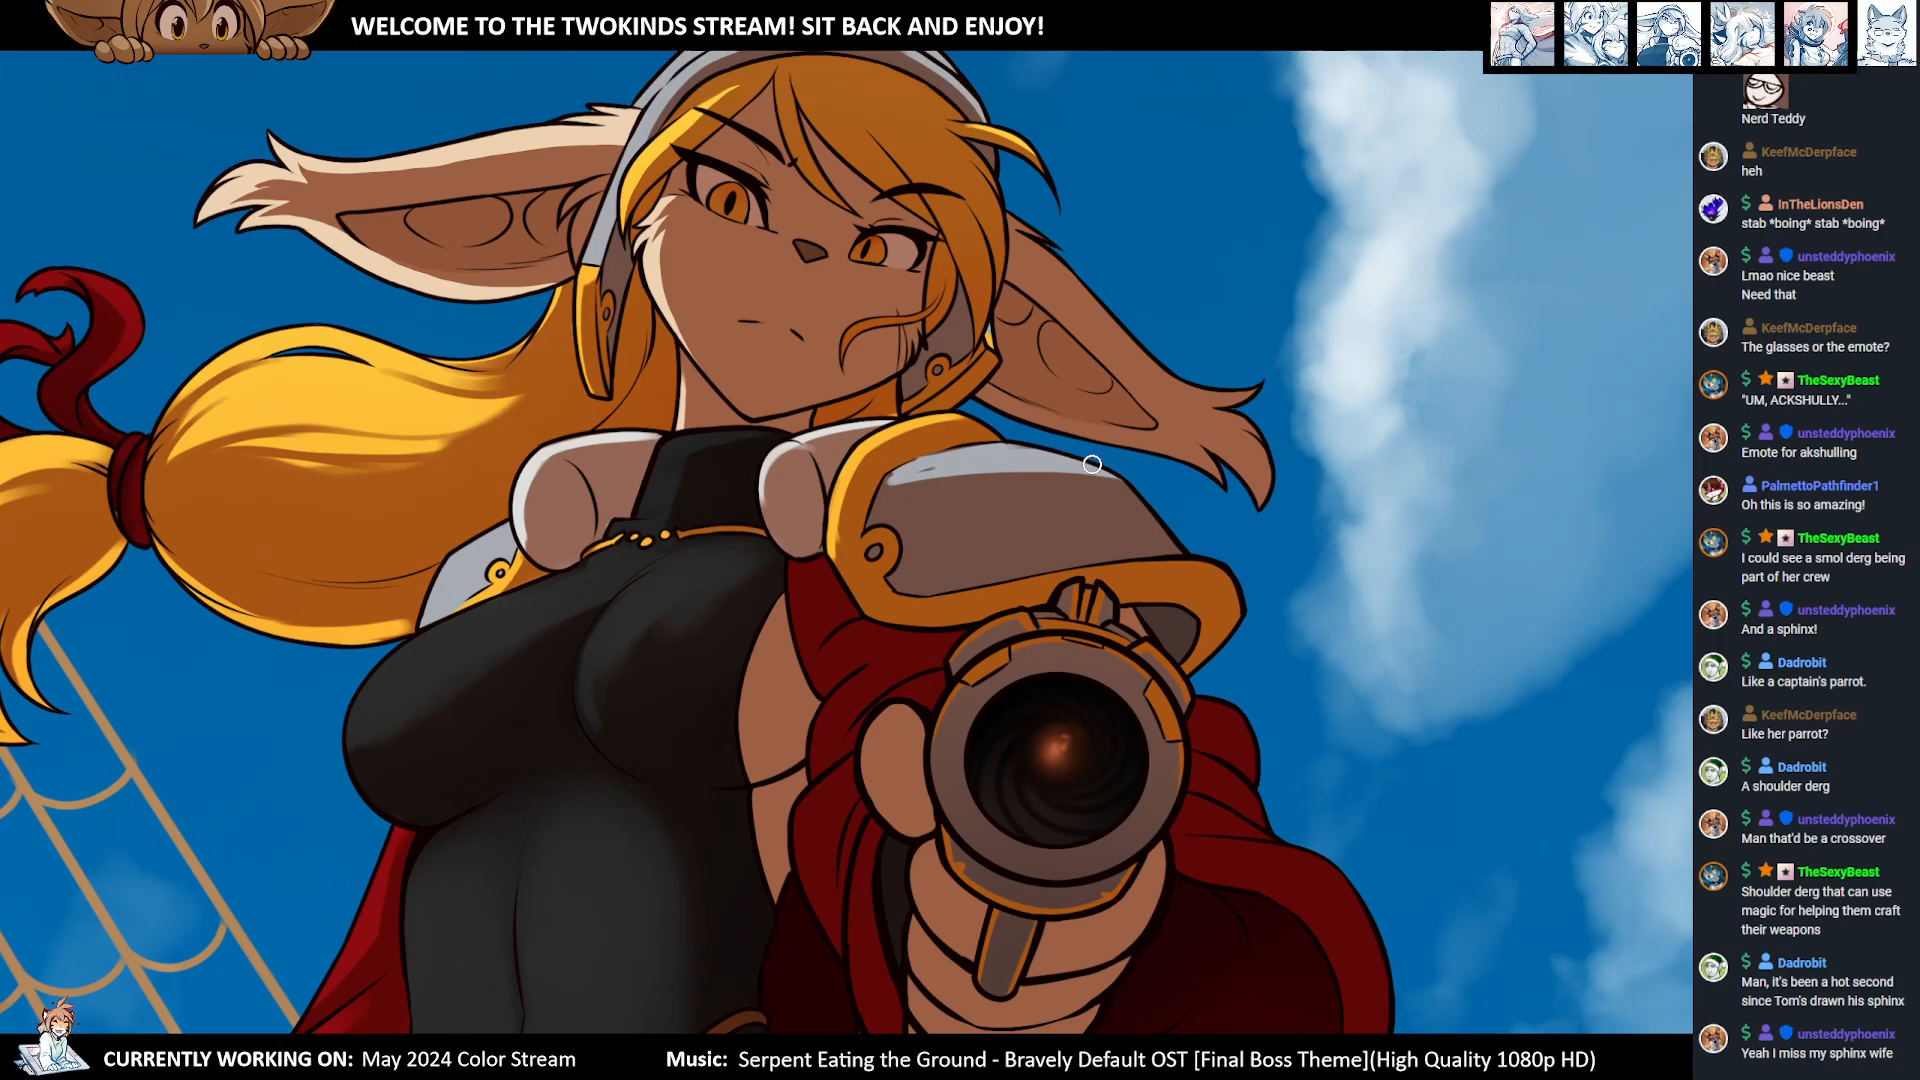 WELCOME TO THE TWOKINDS STREAM! SIT BACK AND ENJOY!
Nerd Teddy
KeefMcDerpface
heh
InTheLionsDen
stab *boing* stab *boing*
unsteddyphoenix
Lmao nice beast
Need that
KeefMcDerpface
The glasses or the emote?
TheSexyBeast
"UM, ACKSHULLY..."
unsteddyphoenix
Emote for akshulling
PalmettoPathfinder1
Oh this is so amazing!
TheSexyBeast
I could see a smol derg being
part of her crew
unsteddyphoenix
And a sphinx!
Dadrobit
Like a captain's parrot.
KeefMcDerpface
Like her parrot?
Dadrobit
A shoulder derg
unsteddyphoenix
Man that'd be a crossover
TheSexyBeast
Shoulder derg that can use
magic for helping them craft
their weapons
Dadrobit
Man, it's been a hot second
since Tom's drawn his sphinx
unsteddyphoenix
Yeah I miss my sphinx wife
CURRENTLY WORKING ON: May 2024 Color Stream
Music: Serpent Eating the Ground - Bravely Default OST [Final Boss Theme](High Quality 1080p HD)